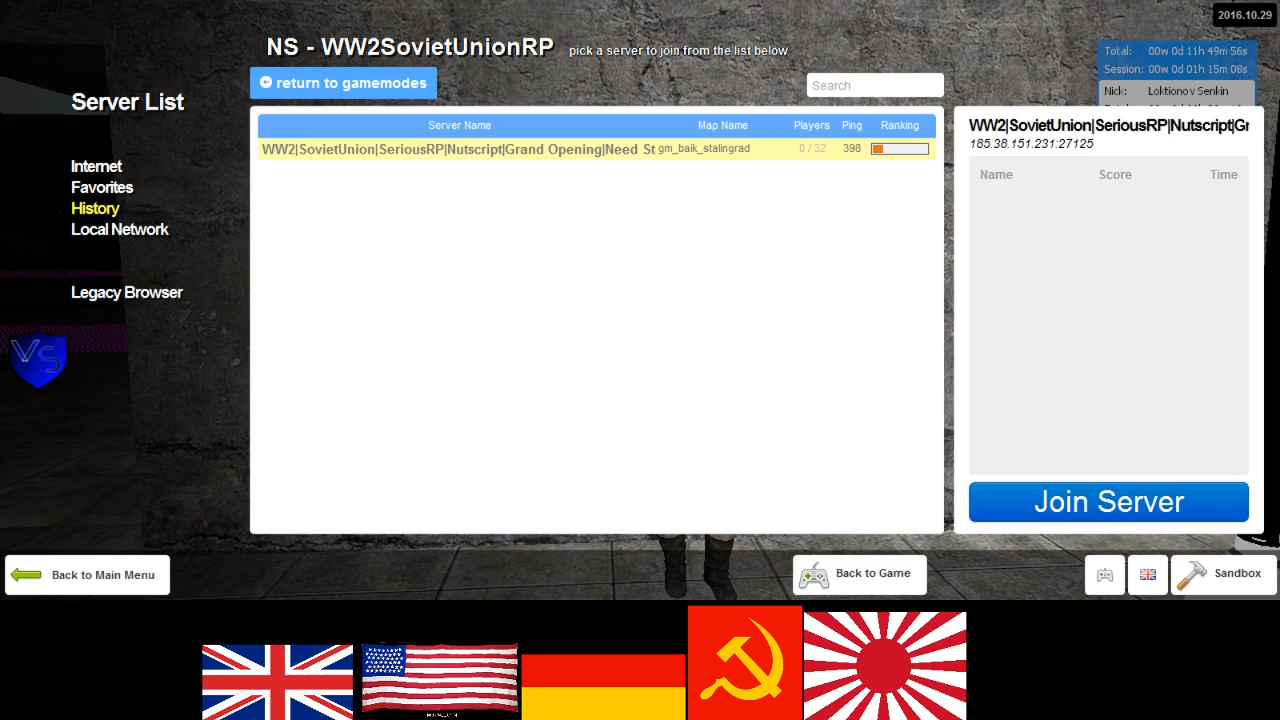 2016.10.29
NS - WW2SovietUnionRP pick a server to join from the list below
Total: 00w 0d 11h 49m 56s
Session: 00w 0d 01h 15m 08s
Nick: Loktionov Senkin
return to gamemodes
Search
Server List
Internet
Favorites
History
Local Network
Legacy Browser
VS
Server Name Map Name Players Ping Ranking
WW2|SovietUnion|SeriousRP|Nutscript|Grand Opening|Need St gm_baik_stalingrad 0 / 32 398
WW2|SovietUnion|SeriousRP|Nutscript|Gr
185.38.151.231:27125
Name Score Time
Join Server
Back to Main Menu
Back to Game
Sandbox